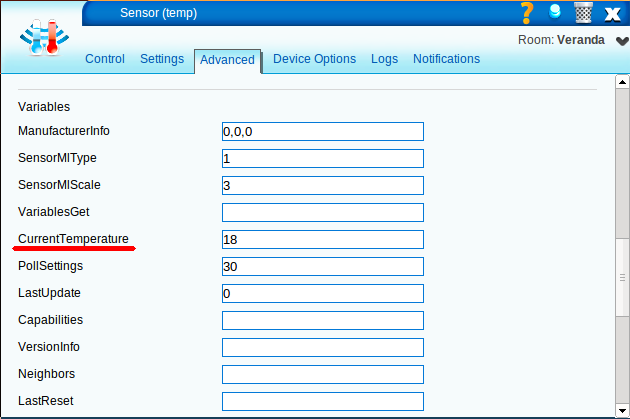 Sensor (temp)
Room: Veranda
Control Settings Advanced Device Options Logs Notifications
Variables
ManufacturerInfo 0,0,0
SensorMlType 1
SensorMlScale 3
VariablesGet
CurrentTemperature 18
PollSettings 30
LastUpdate 0
Capabilities
VersionInfo
Neighbors
LastReset